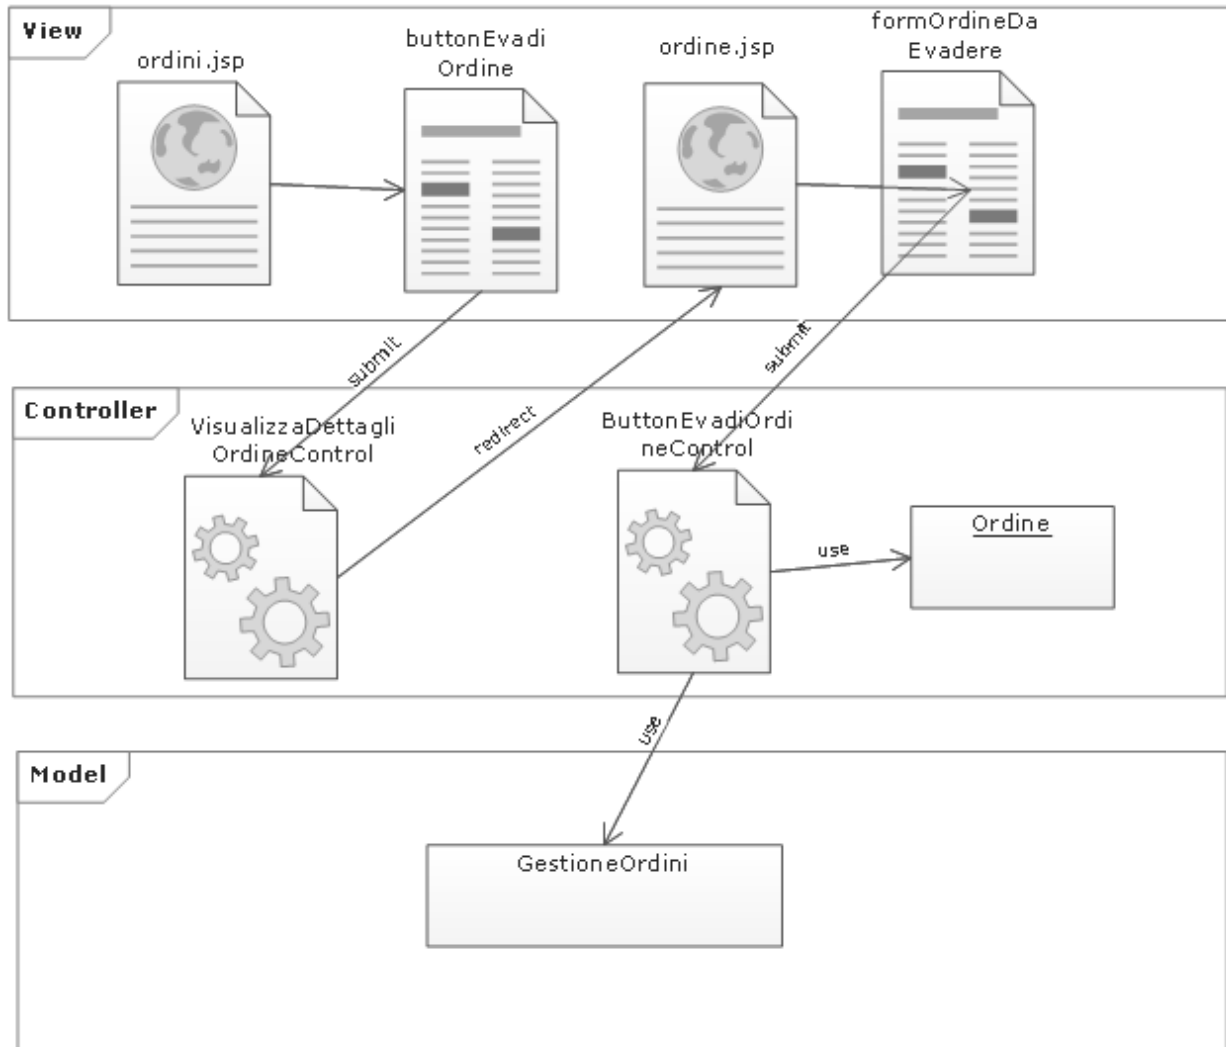 View
ordini.jsp
buttonEvadi
Ordine
ordine.jsp
formOrdineDa
Evadere
submit
redirect
submit
Controller
VisualizzaDettagli
OrdineControl
ButtonEvadiOrdi
neControl
use
Ordine
use
Model
GestioneOrdini